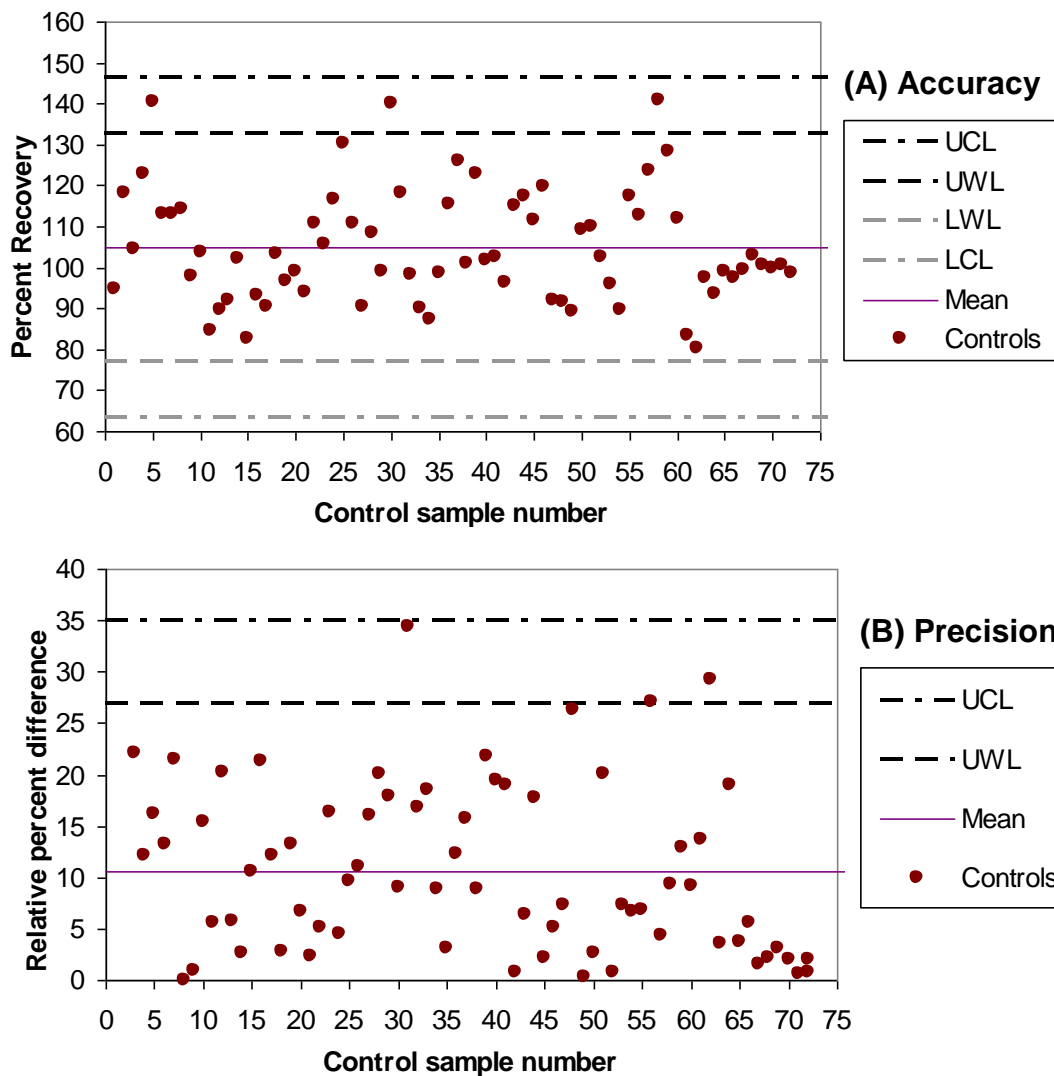 160
150
140
130
120
110
100
90
80
70
60
Percent Recovery
0 5 10 15 20 25 30 35 40 45 50 55 60 65 70 75
Control sample number
(A) Accuracy
UCL
UWL
LWL
LCL
Mean
Controls
40
35
30
25
20
15
10
5
0
Relative percent difference
0 5 10 15 20 25 30 35 40 45 50 55 60 65 70 75
Control sample number
(B) Precision
UCL
UWL
Mean
Controls